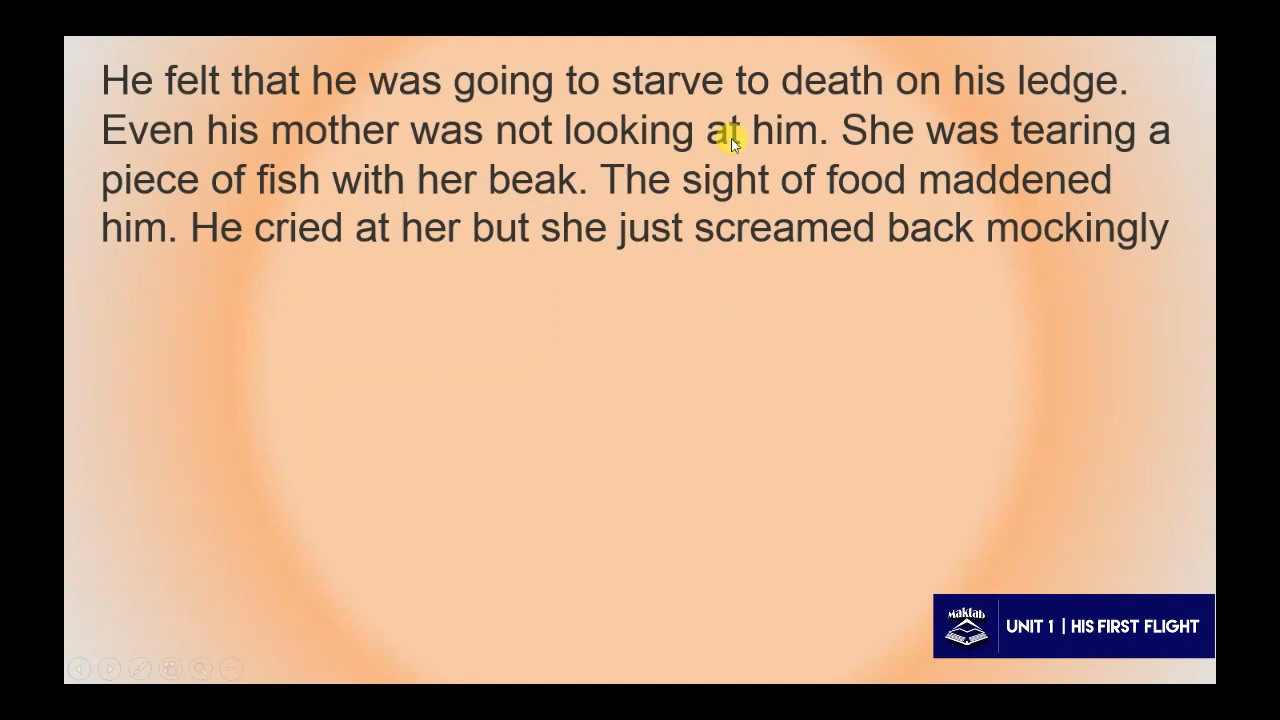 He felt that he was going to starve to death on his ledge.
Even his mother was not looking at him. She was tearing a
piece of fish with her beak. The sight of food maddened
him. He cried at her but she just screamed back mockingly
Maktab
UNIT 1 | HIS FIRST FLIGHT